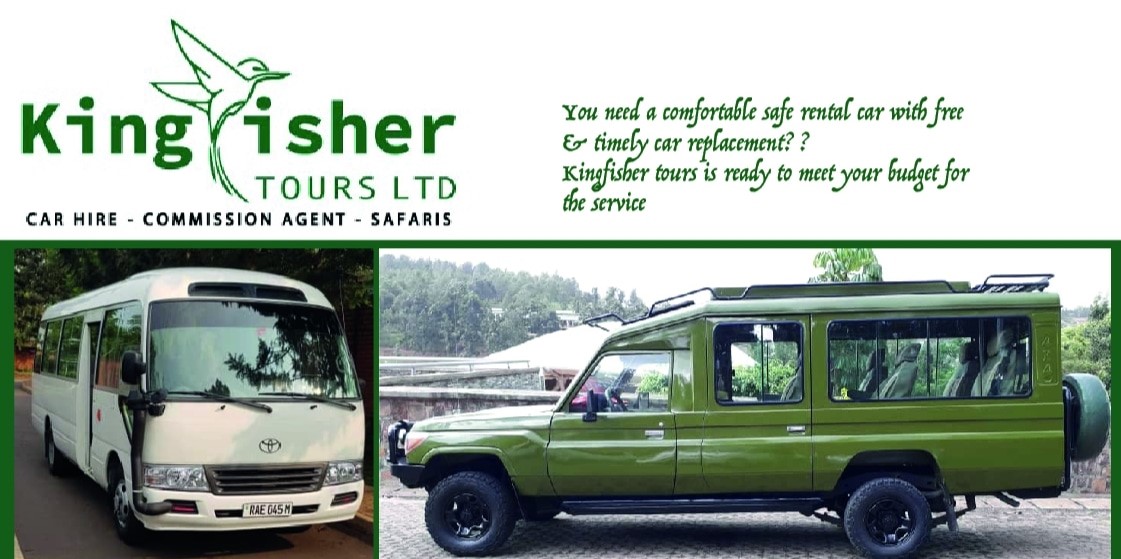 Kingfisher
TOURS LTD
CAR HIRE - COMMISSION AGENT - SAFARIS
You need a comfortable safe rental car with free
& timely car replacement? ?
Kingfisher tours is ready to meet your budget for
the service
RAE 045 M